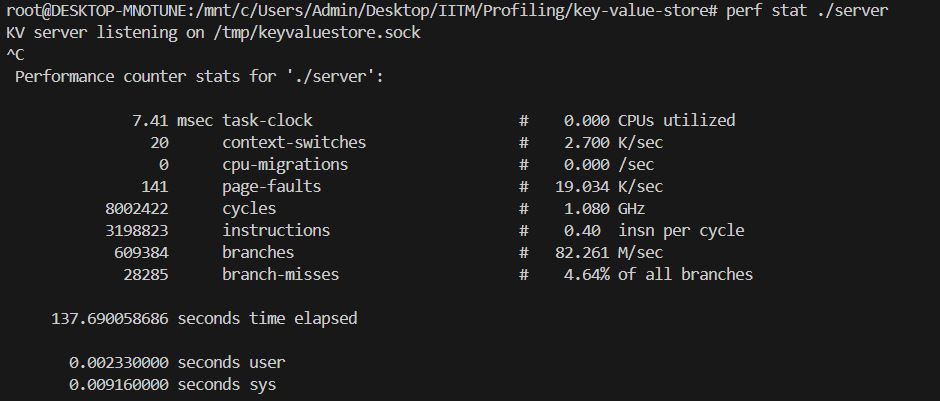 root@DESKTOP-MNOTUNE:/mnt/c/Users/Admin/Desktop/IITM/Profiling/key-value-store# perf stat ./server
KV server listening on /tmp/keyvaluestore.sock
^C
 Performance counter stats for './server':

              7.41 msec task-clock                       #    0.000 CPUs utilized
                20      context-switches                 #    2.700 K/sec
                 0      cpu-migrations                   #    0.000 /sec
               141      page-faults                      #   19.034 K/sec
           8002422      cycles                           #    1.080 GHz
           3198823      instructions                     #    0.40  insn per cycle
            609384      branches                         #   82.261 M/sec
             28285      branch-misses                    #    4.64% of all branches

     137.690058686 seconds time elapsed

       0.002330000 seconds user
       0.009160000 seconds sys